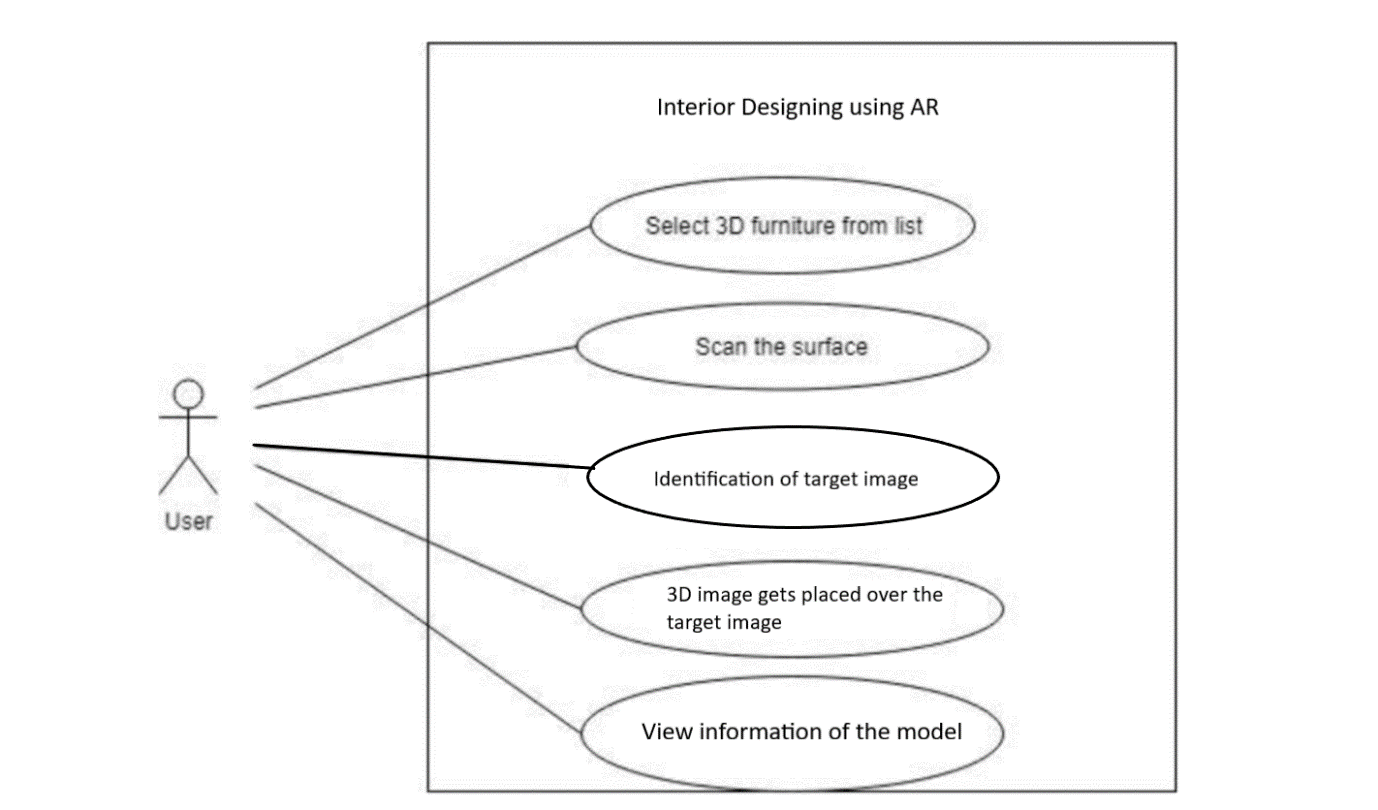 Interior Designing using AR
Select 3D furniture from list
Scan the surface
Identification of target image
User
3D image gets placed over the
target image
View information of the model